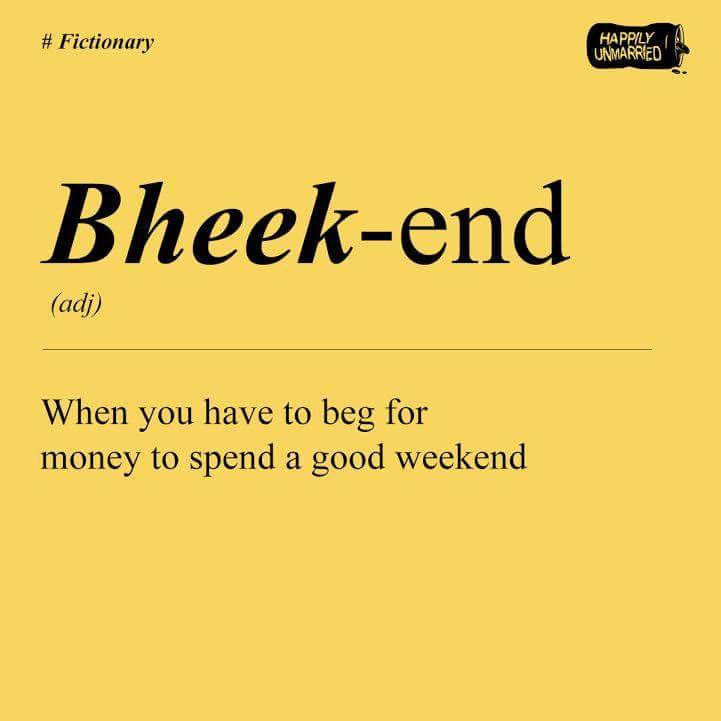 # Fictionary
HAPPILY
UNMARRIED
Bheek-end
(adj)
When you have to beg for
money to spend a good weekend